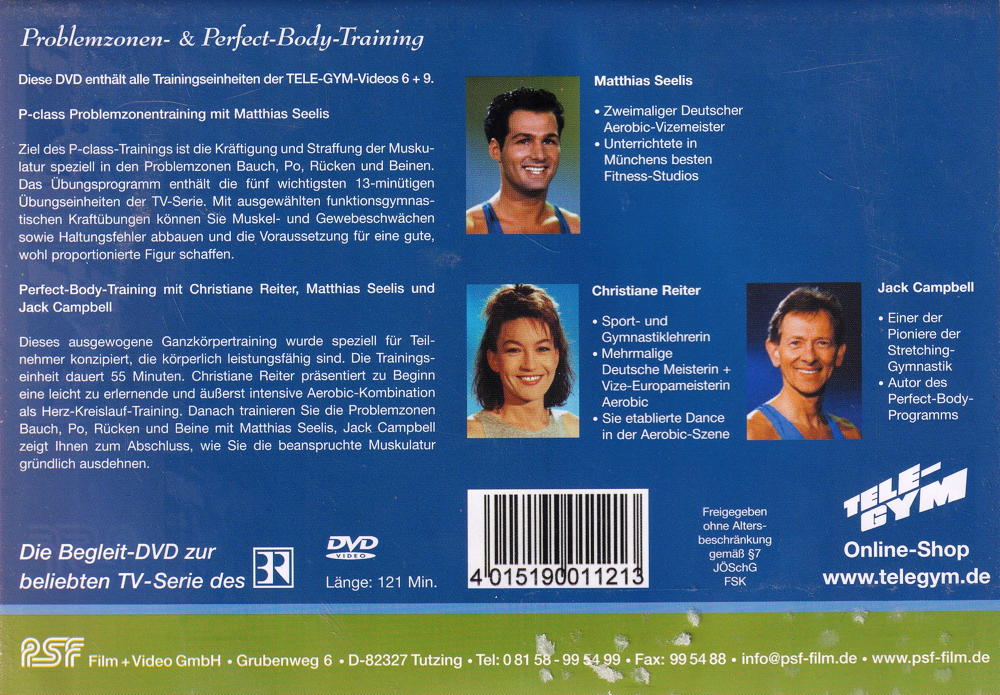 Problemzonen- & Perfect-Body-Training
Diese DVD enthält alle Trainingseinheiten der TELE-GYM-Videos 6 + 9.
P-class Problemzonentraining mit Matthias Seelis
Ziel des P-class-Trainings ist die Kräftigung und Straffung der Musku-
latur speziell in den Problemzonen Bauch, Po, Rücken und Beinen.
Das Übungsprogramm enthält die fünf wichtigsten 13-minütigen
Übungseinheiten der TV-Serie. Mit ausgewählten funktionsgymnas-
tischen Kraftübungen können Sie Muskel- und Gewebeschwächen
sowie Haltungsfehler abbauen und die Voraussetzung für eine gute,
wohl proportionierte Figur schaffen.
Perfect-Body-Training mit Christiane Reiter, Matthias Seelis und
Jack Campbell
Dieses ausgewogene Ganzkörpertraining wurde speziell für Teil-
nehmer konzipiert, die körperlich leistungsfähig sind. Die Trainings-
einheit dauert 55 Minuten. Christiane Reiter präsentiert zu Beginn
eine leicht zu erlernende und äußerst intensive Aerobic-Kombination
als Herz-Kreislauf-Training. Danach trainieren Sie die Problemzonen
Bauch, Po, Rücken und Beine mit Matthias Seelis, Jack Campbell
zeigt Ihnen zum Abschluss, wie Sie die beanspruchte Muskulatur
gründlich ausdehnen.
Matthias Seelis
• Zweimaliger Deutscher
Aerobic-Vizemeister
• Unterrichtete in
Münchens besten
Fitness-Studios
Christiane Reiter
• Sport- und
Gymnastiklehrerin
• Mehrmalige
Deutsche Meisterin +
Vize-Europameisterin
Aerobic
• Sie etablierte Dance
in der Aerobic-Szene
Jack Campbell
• Einer der
Pioniere der
Stretching-
Gymnastik
• Autor des
Perfect-Body-
Programms
Die Begleit-DVD zur
beliebten TV-Serie des BR
DVD
VIDEO
Länge: 121 Min.
4 015190 011213
Freigegeben
ohne Alters-
beschränkung
gemäß §7
JÖSchG
FSK
TELE-
GYM
Online-Shop
www.telegym.de
PSF Film + Video GmbH • Grubenweg 6 • D-82327 Tutzing • Tel: 0 81 58 - 99 54 99 • Fax: 99 54 88 • info@psf-film.de • www.psf-film.de